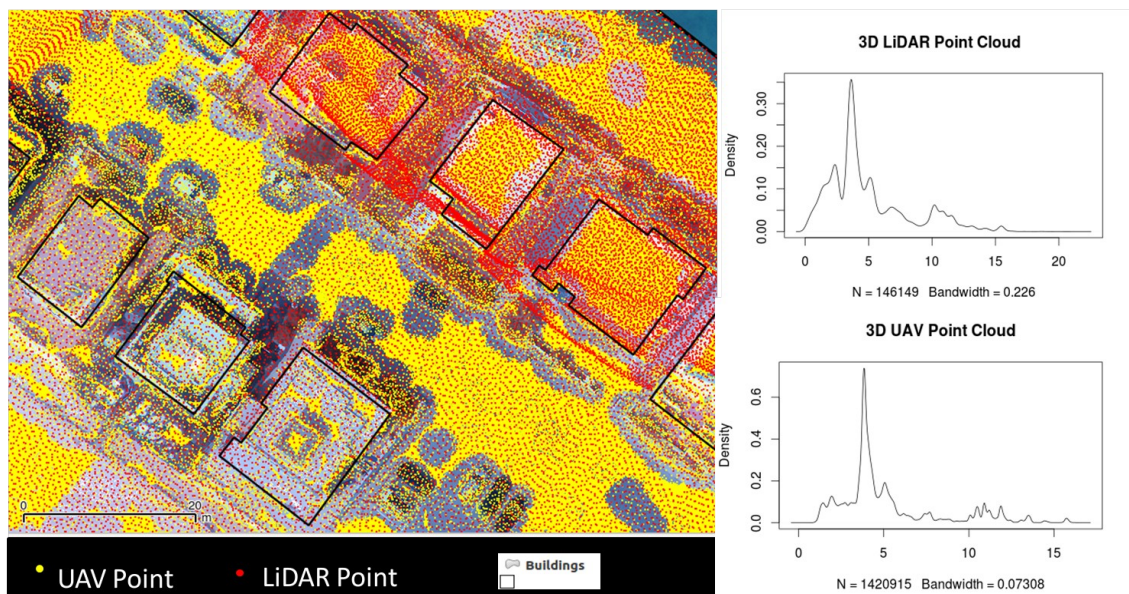 0 20
m
UAV Point
LiDAR Point
Buildings
3D LiDAR Point Cloud
Density
0.00 0.10 0.20 0.30
0 5 10 15 20
N = 146149 Bandwidth = 0.226
3D UAV Point Cloud
Density
0.0 0.2 0.4 0.6
0 5 10 15
N = 1420915 Bandwidth = 0.07308